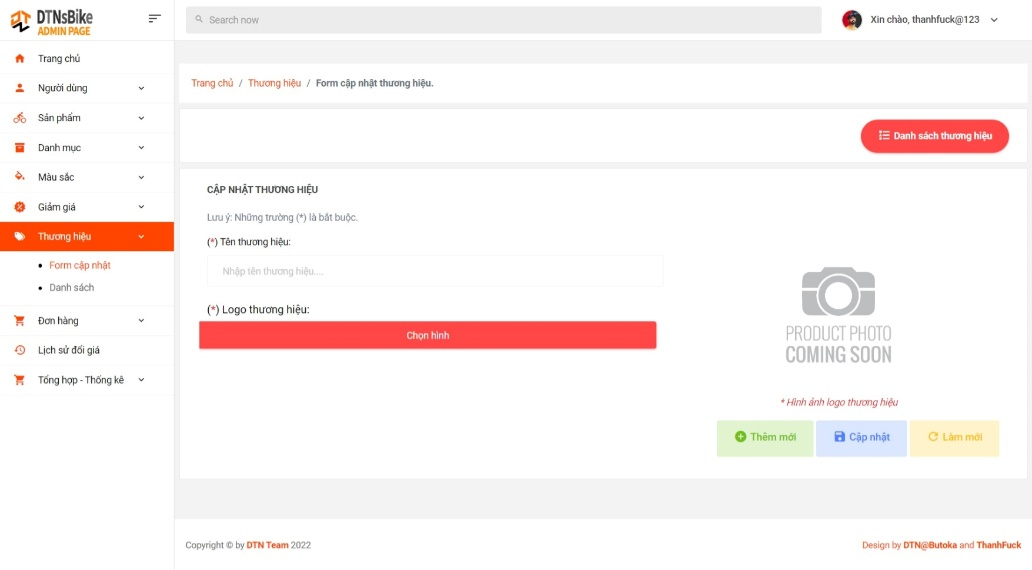 DTNsBike
ADMIN PAGE
Search now
Xin chào, thanhfuck@123
Trang chủ
Người dùng
Sản phẩm
Danh mục
Màu sắc
Giảm giá
Thương hiệu
Form cập nhật
Danh sách
Đơn hàng
Lịch sử đổi giá
Tổng hợp - Thống kê
Trang chủ / Thương hiệu / Form cập nhật thương hiệu.
Danh sách thương hiệu
CẬP NHẬT THƯƠNG HIỆU
Lưu ý: Những trường (*) là bắt buộc.
(*) Tên thương hiệu:
Nhập tên thương hiệu....
(*) Logo thương hiệu:
Chọn hình
PRODUCT PHOTO
COMING SOON
* Hình ảnh logo thương hiệu
Thêm mới Cập nhật Làm mới
Copyright © by DTN Team 2022
Design by DTN@Butoka and ThanhFuck